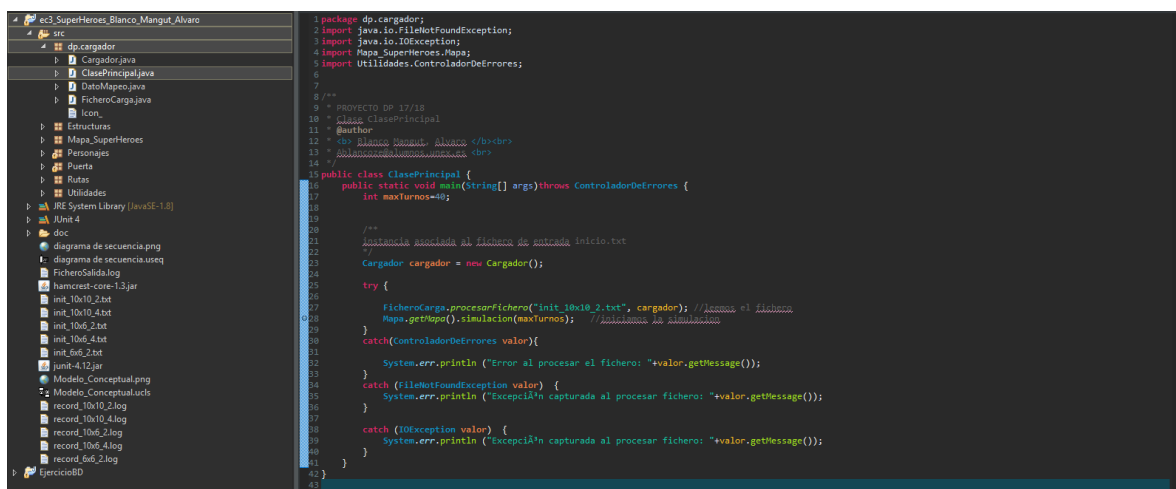 ec3_SuperHeroes_Blanco_Mangut_Alvaro
src
dp.cargador
Cargador.java
ClasePrincipal.java
DatoMapeo.java
FicheroCarga.java
Icon_
Estructuras
Mapa_SuperHeroes
Personajes
Puerta
Rutas
Utilidades
JRE System Library [JavaSE-1.8]
JUnit 4
doc
diagrama de secuencia.png
diagrama de secuencia.useq
FicheroSalida.log
hamcrest-core-1.3.jar
init_10x10_2.txt
init_10x10_4.txt
init_10x6_2.txt
init_10x6_4.txt
init_6x6_2.txt
junit-4.12.jar
Modelo_Conceptual.png
Modelo_Conceptual.ucls
record_10x10_2.log
record_10x10_4.log
record_10x6_2.log
record_10x6_4.log
record_6x6_2.log
EjercicioBD
1 package dp.cargador;
2 import java.io.FileNotFoundException;
3 import java.io.IOException;
4 import Mapa_SuperHeroes.Mapa;
5 import Utilidades.ControladorDeErrores;
6
7
8 /**
9 * PROYECTO DP 17/18
10 * Clase ClasePrincipal
11 * @author
12 * <b> Blanco Mangut, Alvaro </b><br>
13 * Ablancoze@alumnos.unex.es <br>
14 */
15 public class ClasePrincipal {
16 public static void main(String[] args)throws ControladorDeErrores {
17 int maxTurnos=40;
18
19
20 /**
21 instancia asociada al fichero de entrada inicio.txt
22 */
23 Cargador cargador = new Cargador();
24
25 try {
26
27 FicheroCarga.procesarFichero("init_10x10_2.txt", cargador); //leemos el fichero
28 Mapa.getMapa().simulacion(maxTurnos); //iniciamos la simulacion
29 }
30 catch(ControladorDeErrores valor){
31
32 System.err.println ("Error al procesar el fichero: "+valor.getMessage());
33 }
34 catch (FileNotFoundException valor) {
35 System.err.println ("ExcepciÃ³n capturada al procesar fichero: "+valor.getMessage());
36 }
37
38 catch (IOException valor) {
39 System.err.println ("ExcepciÃ³n capturada al procesar fichero: "+valor.getMessage());
40 }
41 }
42 }
43